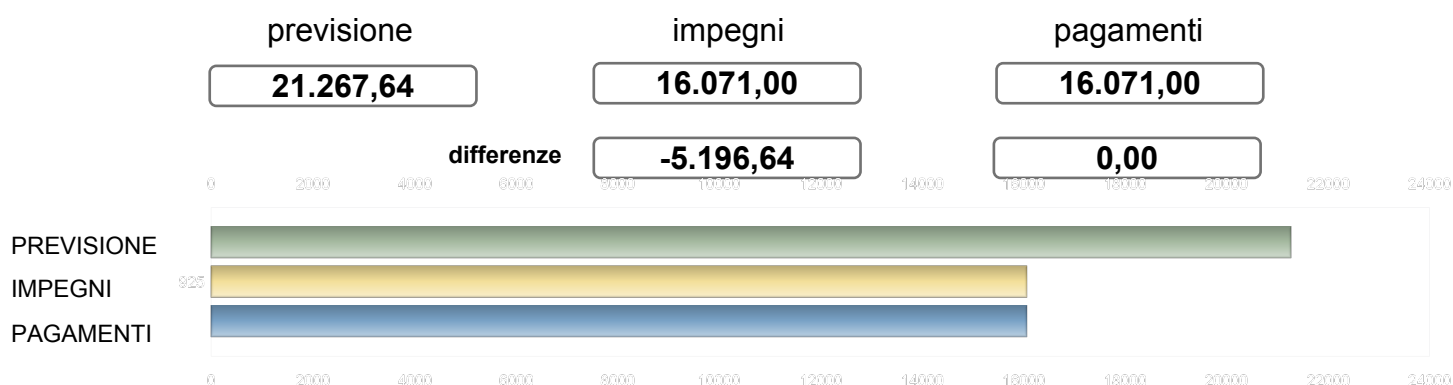 previsione impegni pagamenti
21.267,64 16.071,00 16.071,00
differenze -5.196,64 0,00
0 2000 4000 6000 8000 10000 12000 14000 16000 18000 20000 22000 24000
PREVISIONE
925
IMPEGNI
PAGAMENTI
0 2000 4000 6000 8000 10000 12000 14000 16000 18000 20000 22000 24000